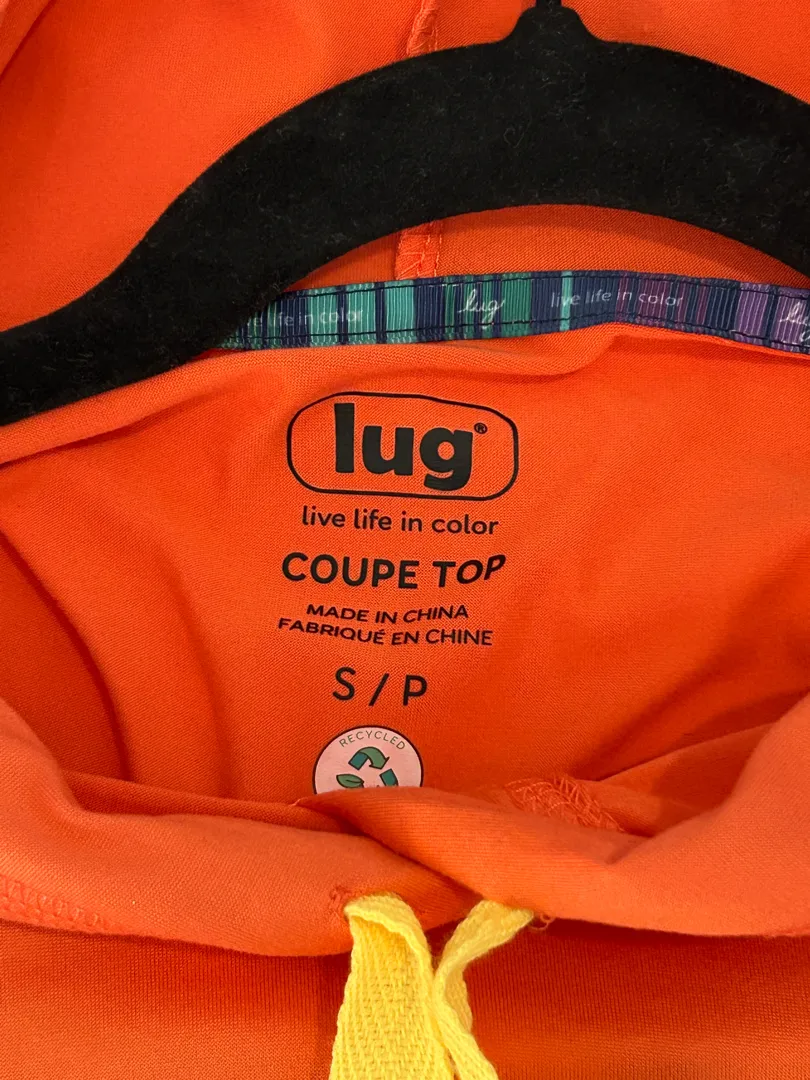 e life in color lug live life in color lu
lug®
live life in color
COUPE TOP
MADE IN CHINA
FABRIQUÉ EN CHINE
S / P
RECYCLED